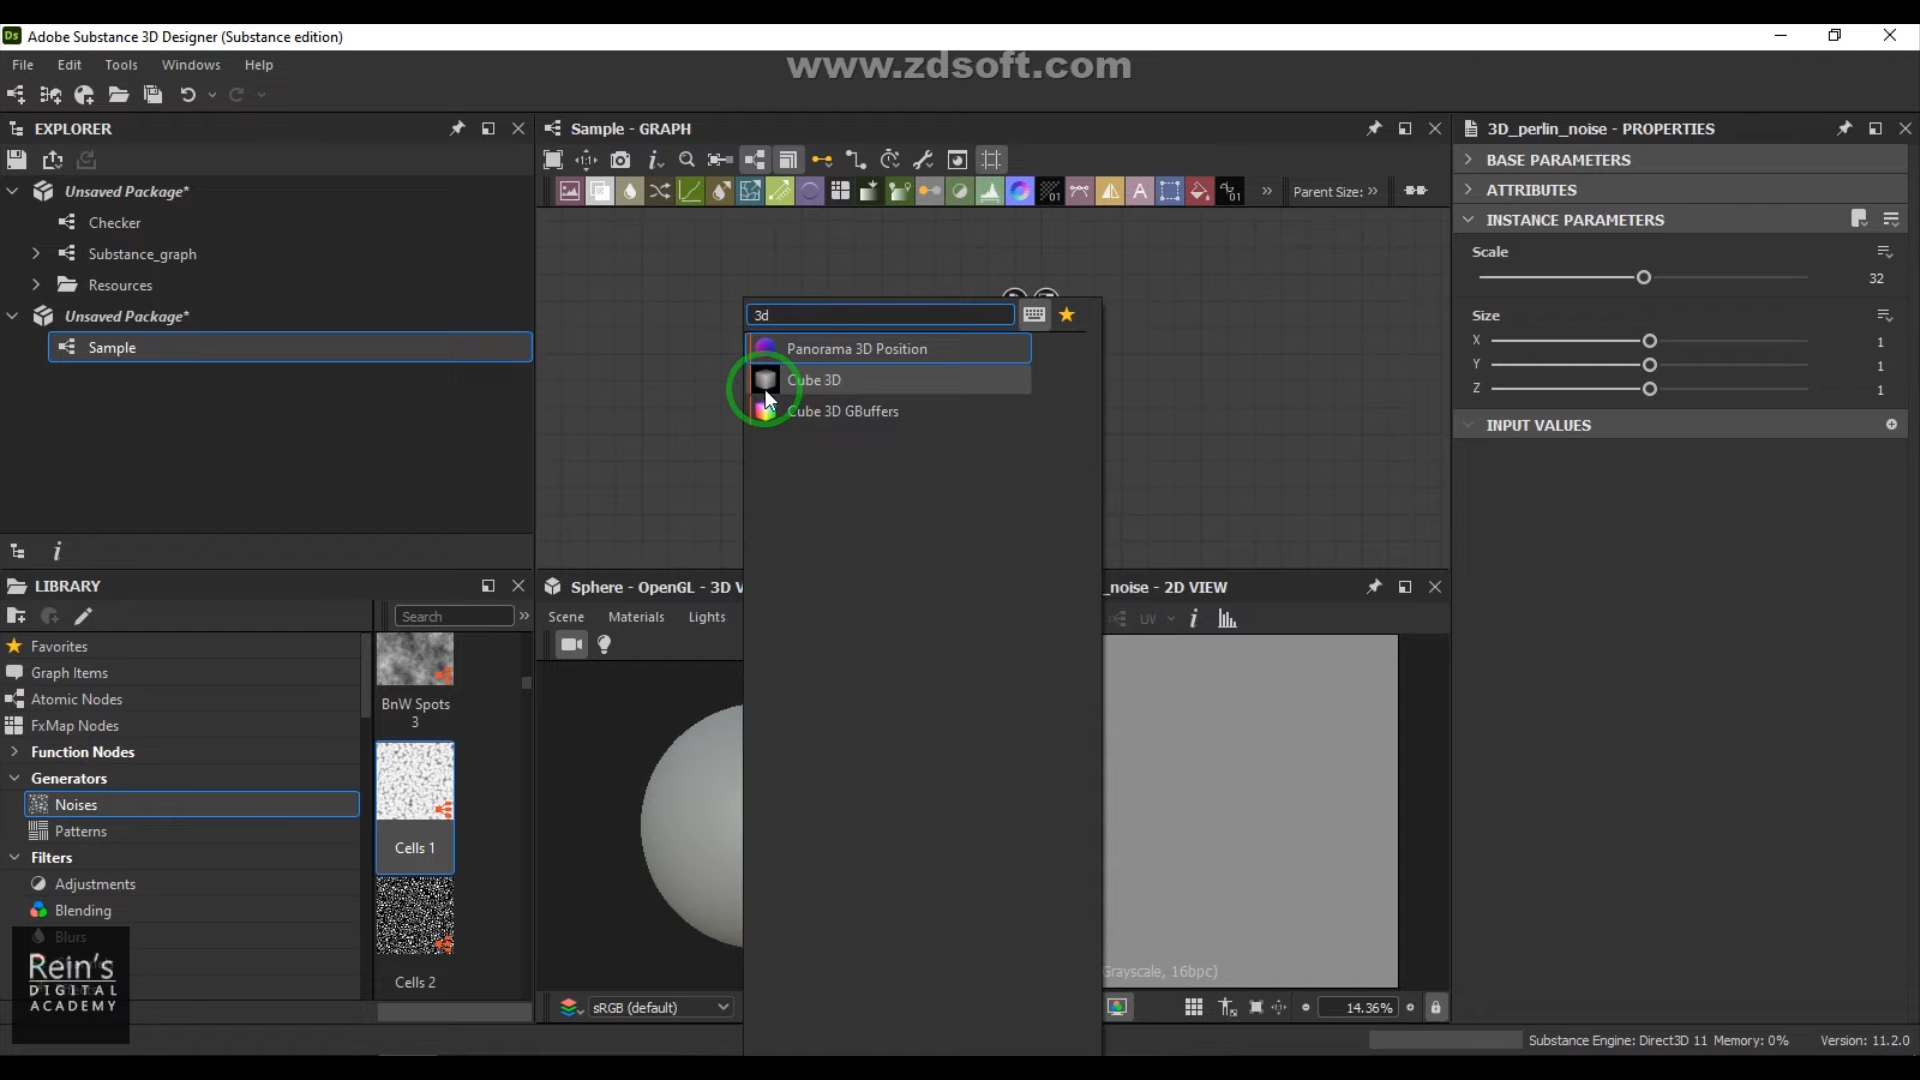 Adobe Substance 3D Designer (Substance edition)
File Edit Tools Windows Help
www.zdsoft.com
EXPLORER
Unsaved Package*
Checker
Substance_graph
Resources
Unsaved Package*
Sample
LIBRARY
Search
Favorites
Graph Items
Atomic Nodes
FxMap Nodes
Function Nodes
Generators
Noises
Patterns
Filters
Adjustments
Blending
Blurs
Rein's
DIGITAL
ACADEMY
BnW Spots
3
Cells 1
Cells 2
Sample - GRAPH
Parent Size:
3d
Panorama 3D Position
Cube 3D
Cube 3D GBuffers
Sphere - OpenGL - 3D V
Scene Materials Lights
sRGB (default)
_noise - 2D VIEW
UV
Grayscale, 16bpc)
14.36%
3D_perlin_noise - PROPERTIES
BASE PARAMETERS
ATTRIBUTES
INSTANCE PARAMETERS
Scale
32
Size
X 1
Y 1
Z 1
INPUT VALUES
Substance Engine: Direct3D 11 Memory: 0% Version: 11.2.0